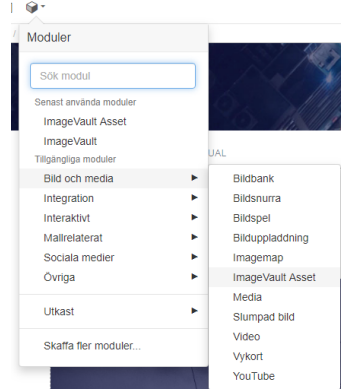 Moduler
Sök modul
Senast använda moduler
ImageVault Asset
ImageVault
Tillgängliga moduler
Bild och media
Integration
Interaktivt
Mallrelaterat
Sociala medier
Övriga
Utkast
Skaffa fler moduler...
UAL
Bildbank
Bildsnurra
Bildspel
Bilduppladdning
Imagemap
ImageVault Asset
Media
Slumpad bild
Video
Vykort
YouTube